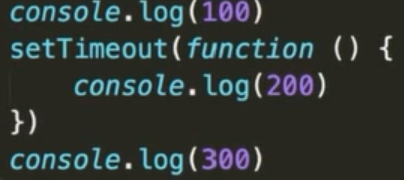 console.log(100)
setTimeout(function () {
    console.log(200)
})
console.log(300)